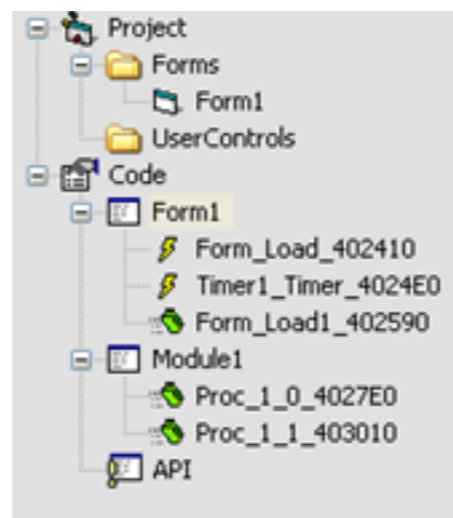 Project
Forms
Form1
UserControls
Code
Form1
Form_Load_402410
Timer1_Timer_4024E0
Form_Load1_402590
Module1
Proc_1_0_4027E0
Proc_1_1_403010
API